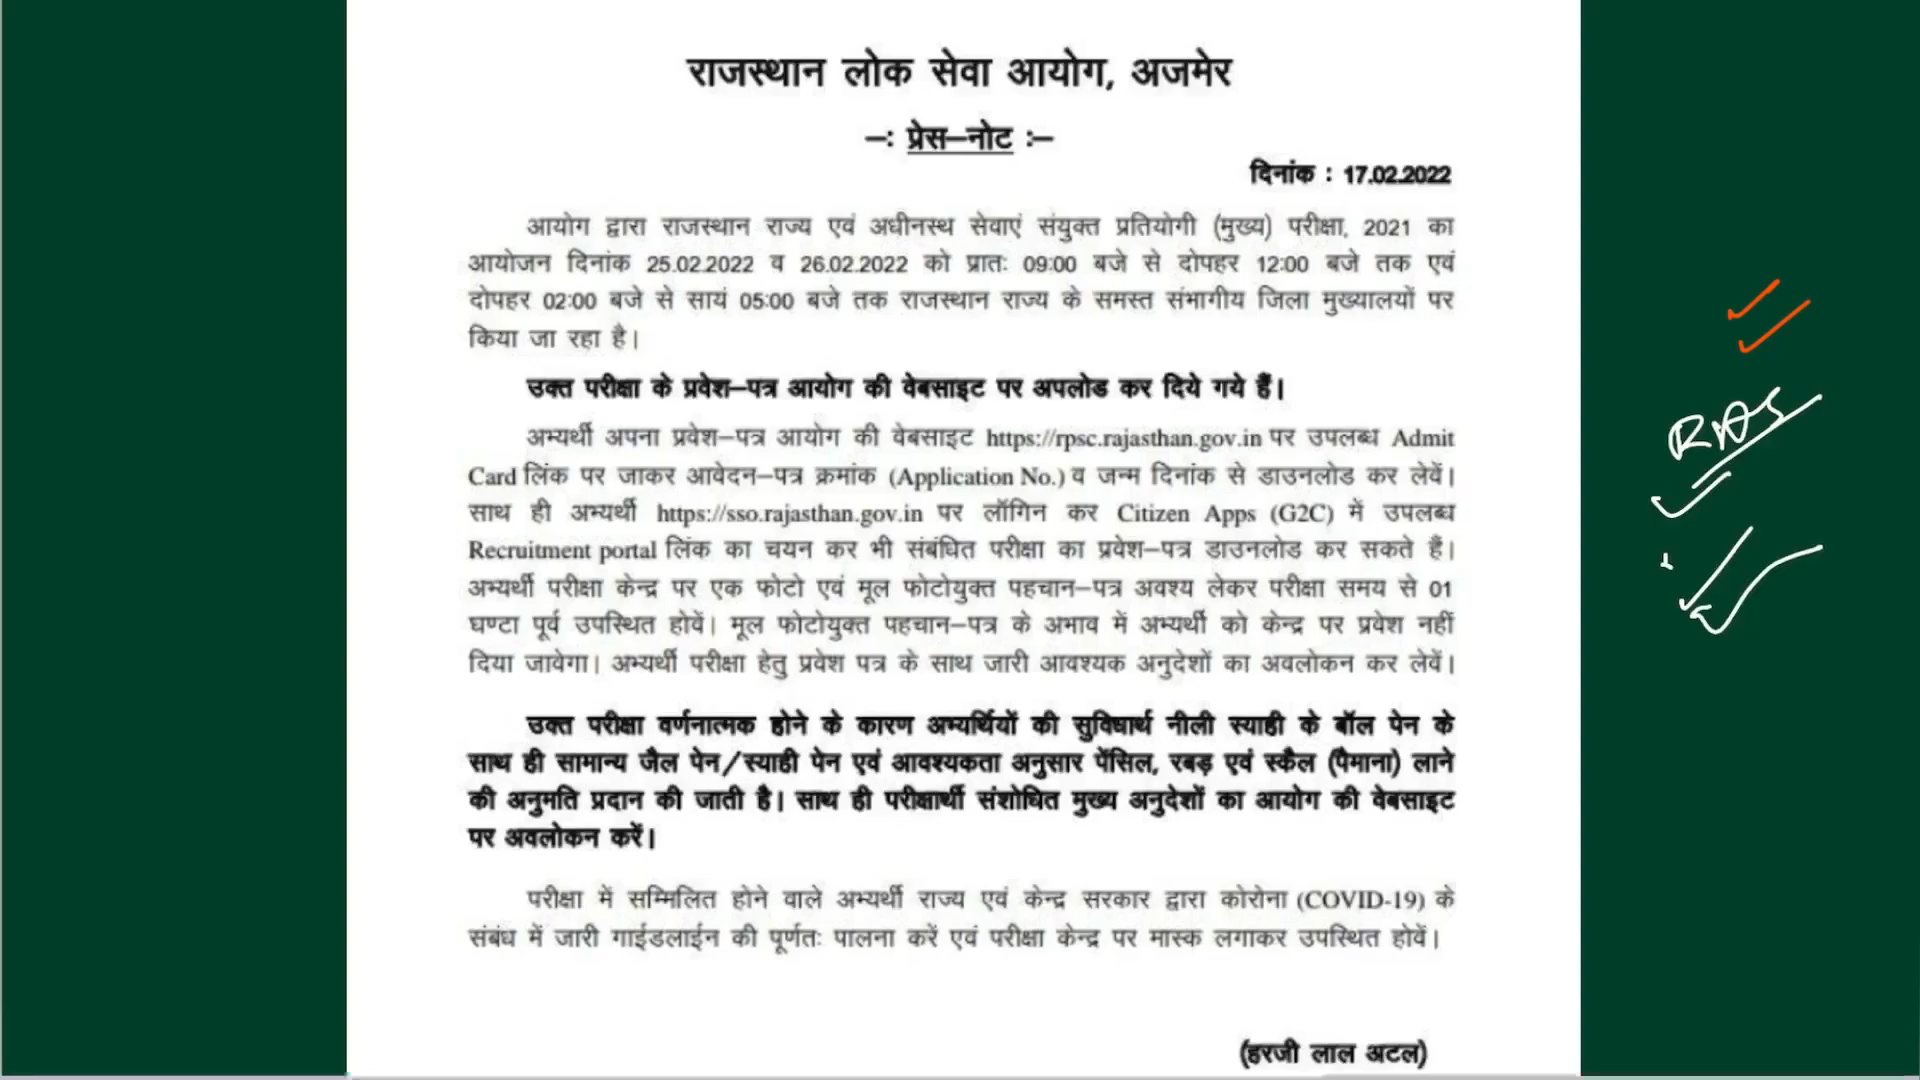 राजस्थान लोक सेवा आयोग, अजमेर
–: प्रेस–नोट :–
दिनांक : 17.02.2022
आयोग द्वारा राजस्थान राज्य एवं अधीनस्थ सेवाएं संयुक्त प्रतियोगी (मुख्य) परीक्षा, 2021 का
आयोजन दिनांक 25.02.2022 व 26.02.2022 को प्रातः 09:00 बजे से दोपहर 12:00 बजे तक एवं
दोपहर 02:00 बजे से सायं 05:00 बजे तक राजस्थान राज्य के समस्त संभागीय जिला मुख्यालयों पर
किया जा रहा है।
उक्त परीक्षा के प्रवेश–पत्र आयोग की वेबसाइट पर अपलोड कर दिये गये हैं।
अभ्यर्थी अपना प्रवेश–पत्र आयोग की वेबसाइट https://rpsc.rajasthan.gov.in पर उपलब्ध Admit
Card लिंक पर जाकर आवेदन–पत्र क्रमांक (Application No.) व जन्म दिनांक से डाउनलोड कर लेवें।
साथ ही अभ्यर्थी https://sso.rajasthan.gov.in पर लॉगिन कर Citizen Apps (G2C) में उपलब्ध
Recruitment portal लिंक का चयन कर भी संबंधित परीक्षा का प्रवेश–पत्र डाउनलोड कर सकते हैं।
अभ्यर्थी परीक्षा केन्द्र पर एक फोटो एवं मूल फोटोयुक्त पहचान–पत्र अवश्य लेकर परीक्षा समय से 01
घण्टा पूर्व उपस्थित होवें। मूल फोटोयुक्त पहचान–पत्र के अभाव में अभ्यर्थी को केन्द्र पर प्रवेश नहीं
दिया जावेगा। अभ्यर्थी परीक्षा हेतु प्रवेश पत्र के साथ जारी आवश्यक अनुदेशों का अवलोकन कर लेवें।
उक्त परीक्षा वर्णनात्मक होने के कारण अभ्यर्थियों की सुविधार्थ नीली स्याही के बॉल पेन के
साथ ही सामान्य जैल पेन/स्याही पेन एवं आवश्यकता अनुसार पेंसिल, रबड़ एवं स्कैल (पैमाना) लाने
की अनुमति प्रदान की जाती है। साथ ही परीक्षार्थी संशोधित मुख्य अनुदेशों का आयोग की वेबसाइट
पर अवलोकन करें।
परीक्षा में सम्मिलित होने वाले अभ्यर्थी राज्य एवं केन्द्र सरकार द्वारा कोरोना (COVID-19) के
संबंध में जारी गाईडलाईन की पूर्णतः पालना करें एवं परीक्षा केन्द्र पर मास्क लगाकर उपस्थित होवें।
(हरजी लाल अटल)
RAS